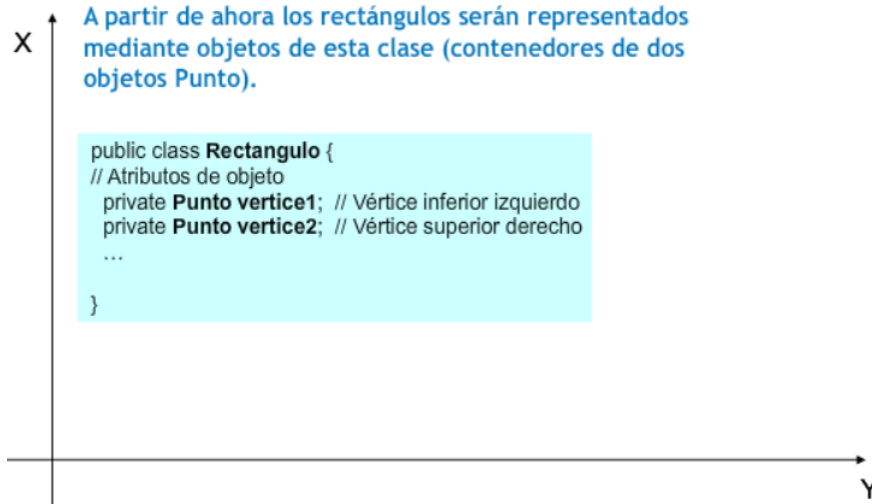 A partir de ahora los rectángulos serán representados
X
mediante objetos de esta clase (contenedores de dos
objetos Punto).
public class Rectangulo {
// Atributos de objeto
private Punto vertice1; // Vértice inferior izquierdo
private Punto vertice2; // Vértice superior derecho
...
}
Y